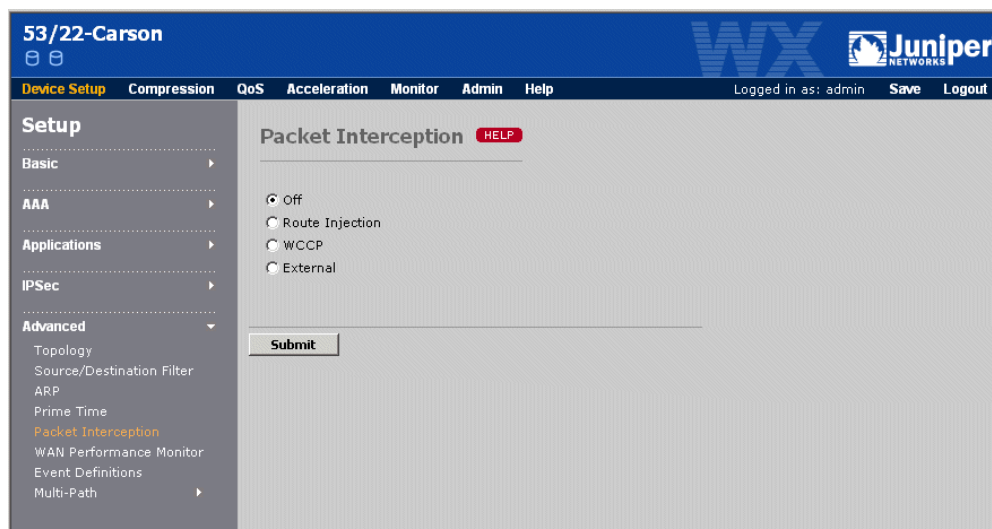 53/22-Carson
WX
Juniper
NETWORKS
Device Setup Compression QoS Acceleration Monitor Admin Help Logged in as: admin Save Logout
Setup
Basic
AAA
Applications
IPSec
Advanced
Topology
Source/Destination Filter
ARP
Prime Time
Packet Interception
WAN Performance Monitor
Event Definitions
Multi-Path
Packet Interception HELP
Off
Route Injection
WCCP
External
Submit